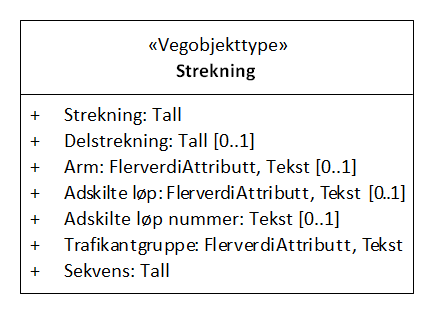 «Vegobjekttype»
Strekning
+ Strekning: Tall
+ Delstrekning: Tall [0..1]
+ Arm: FlerverdiAttributt, Tekst [0..1]
+ Adskilte løp: FlerverdiAttributt, Tekst [0..1]
+ Adskilte løp nummer: Tekst [0..1]
+ Trafikantgruppe: FlerverdiAttributt, Tekst
+ Sekvens: Tall